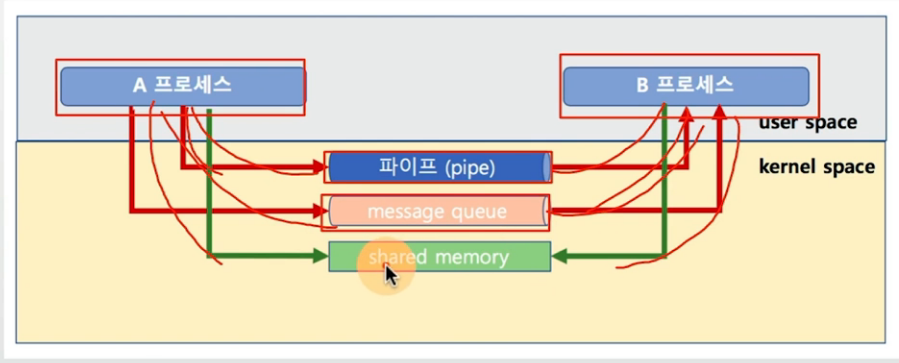 A 프로세스
B 프로세스
user space
kernel space
파이프 (pipe)
message queue
shared memory